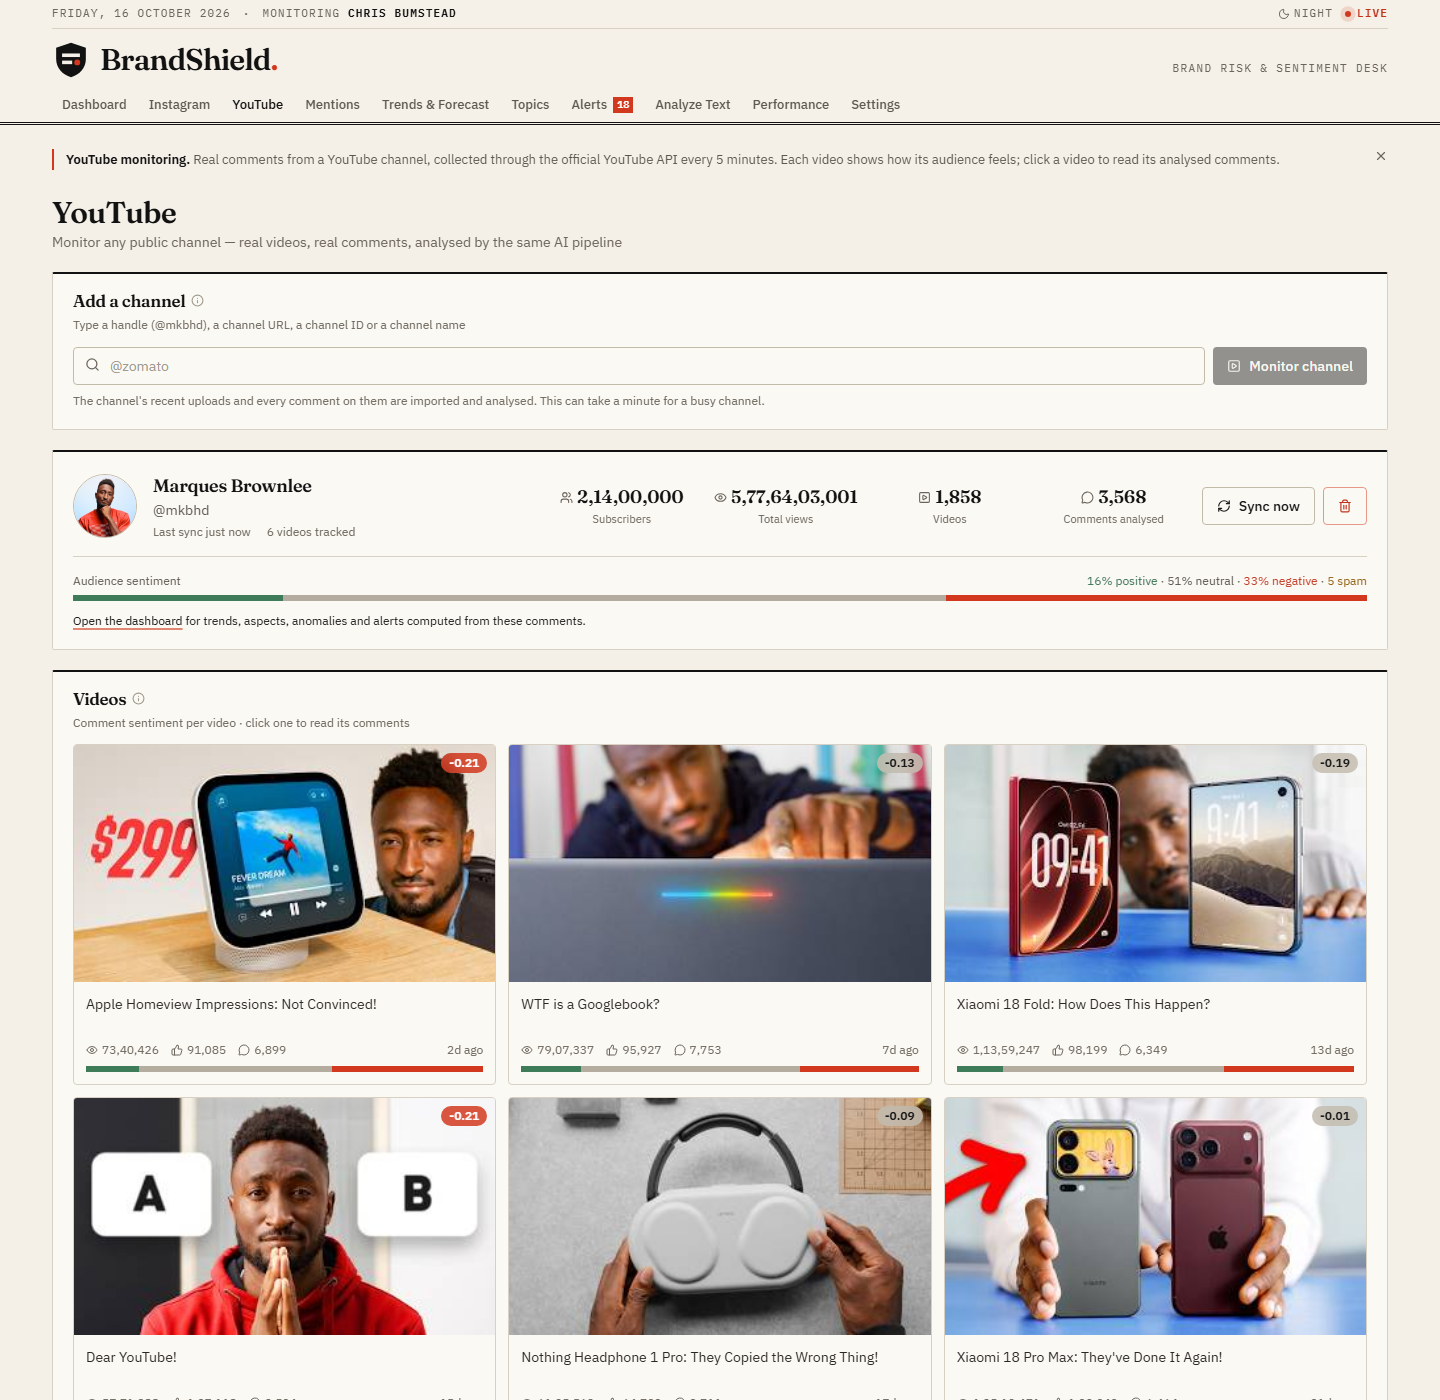 FRIDAY, 16 OCTOBER 2026 · MONITORING CHRIS BUMSTEAD
NIGHT LIVE
BrandShield.
BRAND RISK & SENTIMENT DESK
Dashboard Instagram YouTube Mentions Trends & Forecast Topics Alerts 18 Analyze Text Performance Settings
YouTube monitoring. Real comments from a YouTube channel, collected through the official YouTube API every 5 minutes. Each video shows how its audience feels; click a video to read its analysed comments.
YouTube
Monitor any public channel — real videos, real comments, analysed by the same AI pipeline
Add a channel
Type a handle (@mkbhd), a channel URL, a channel ID or a channel name
@zomato
Monitor channel
The channel's recent uploads and every comment on them are imported and analysed. This can take a minute for a busy channel.
Marques Brownlee
@mkbhd
Last sync just now 6 videos tracked
2,14,00,000 5,77,64,03,001 1,858 3,568
Subscribers Total views Videos Comments analysed
Sync now
Audience sentiment
16% positive · 51% neutral · 33% negative · 5 spam
Open the dashboard for trends, aspects, anomalies and alerts computed from these comments.
Videos
Comment sentiment per video · click one to read its comments
-0.21
$299
FEVER DREAM
Apple Homeview Impressions: Not Convinced!
73,40,426 91,085 6,899 2d ago
-0.13
WTF is a Googlebook?
79,07,337 95,927 7,753 7d ago
-0.19
09:41
9:41
Xiaomi 18 Fold: How Does This Happen?
1,13,59,247 98,199 6,349 13d ago
-0.21
A B
Dear YouTube!
-0.09
Nothing Headphone 1 Pro: They Copied the Wrong Thing!
-0.01
Xiaomi 18 Pro Max: They've Done It Again!